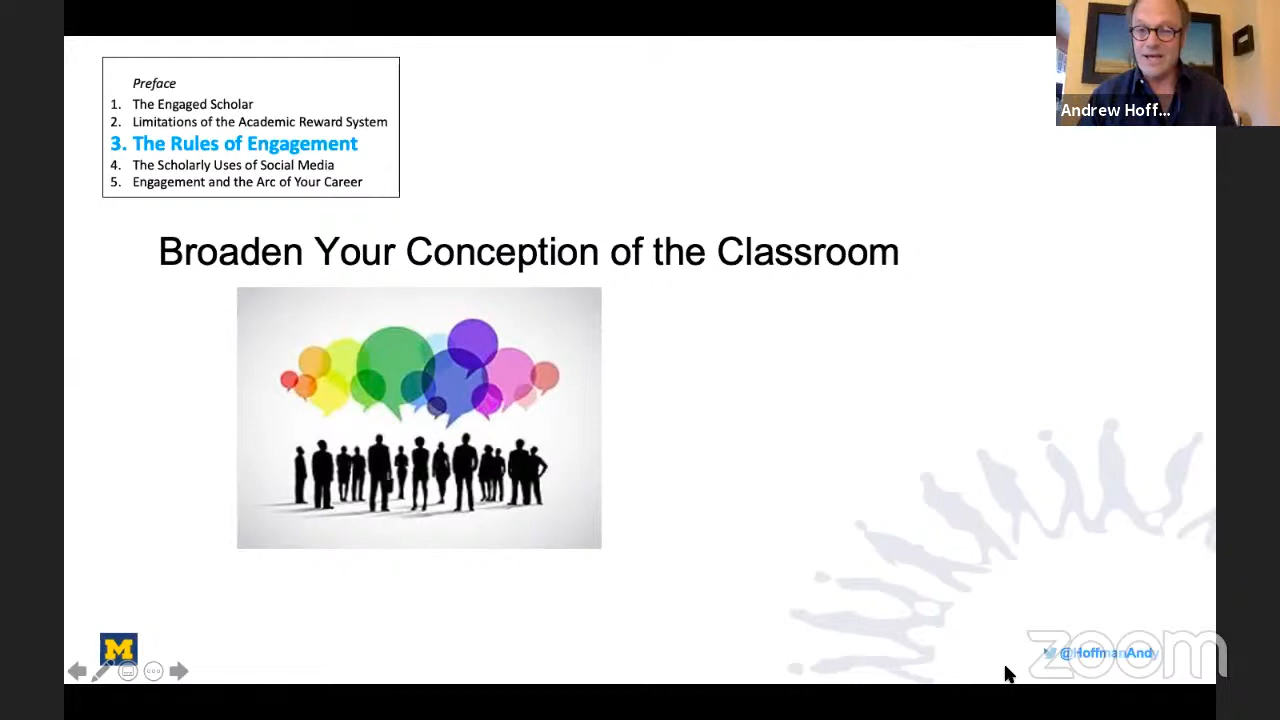 Preface
1. The Engaged Scholar
2. Limitations of the Academic Reward System
3. The Rules of Engagement
4. The Scholarly Uses of Social Media
5. Engagement and the Arc of Your Career
Andrew Hoff...
Broaden Your Conception of the Classroom
M
@HoffmanAndy
zoom